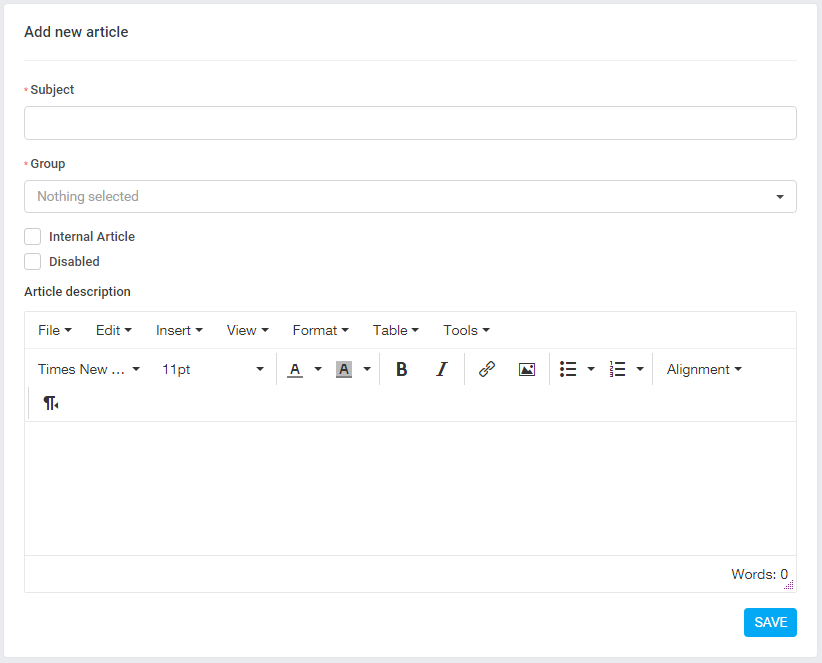 Add new article
* Subject
* Group
Nothing selected
Internal Article
Disabled
Article description
File Edit Insert View Format Table Tools
Times New ... 11pt A A B I Alignment
Words: 0
SAVE